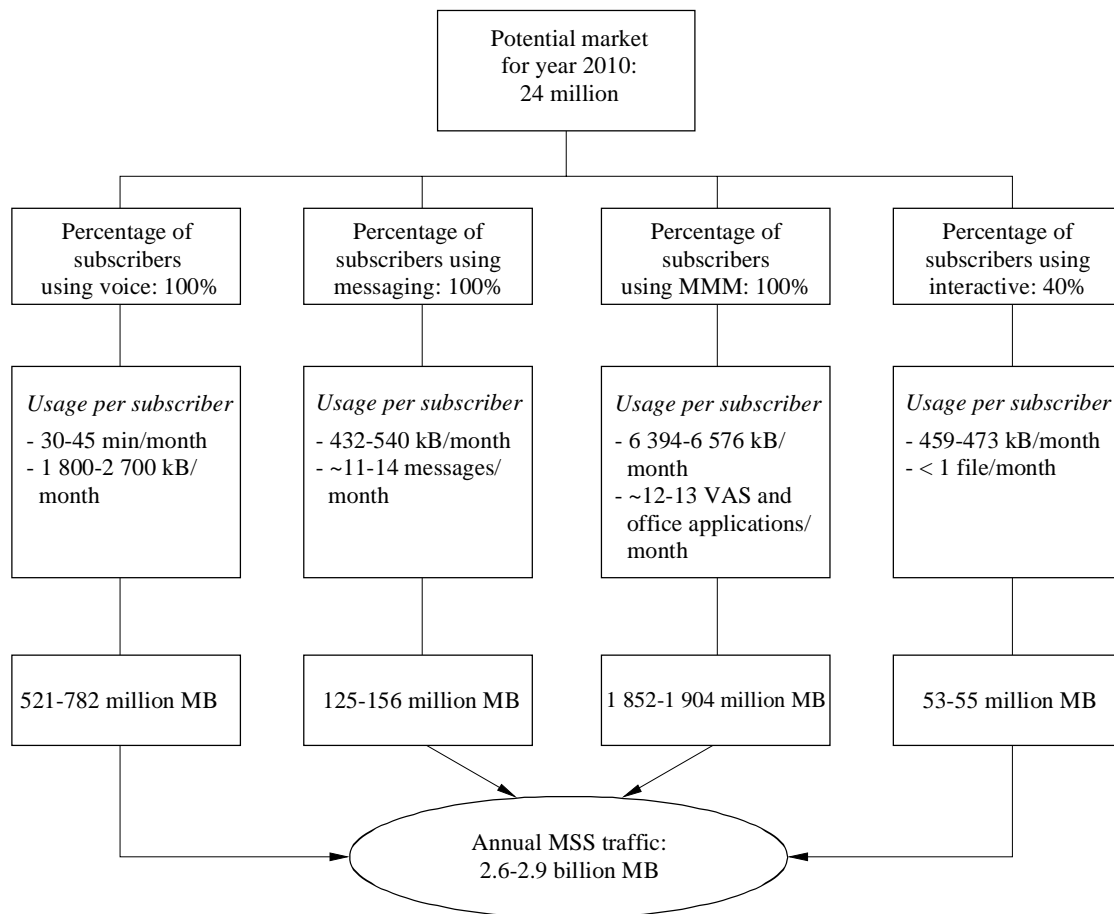 Potential market
for year 2010:
24 million
Percentage of
subscribers
using voice: 100%
Percentage of
subscribers using
messaging: 100%
Percentage of
subscribers
using MMM: 100%
Percentage of
subscribers using
interactive: 40%
Usage per subscriber
- 30-45 min/month
- 1 800-2 700 kB/
month
Usage per subscriber
- 432-540 kB/month
- ~11-14 messages/
month
Usage per subscriber
- 6 394-6 576 kB/
month
- ~12-13 VAS and
office applications/
month
Usage per subscriber
- 459-473 kB/month
- < 1 file/month
521-782 million MB
125-156 million MB
1 852-1 904 million MB
53-55 million MB
Annual MSS traffic:
2.6-2.9 billion MB